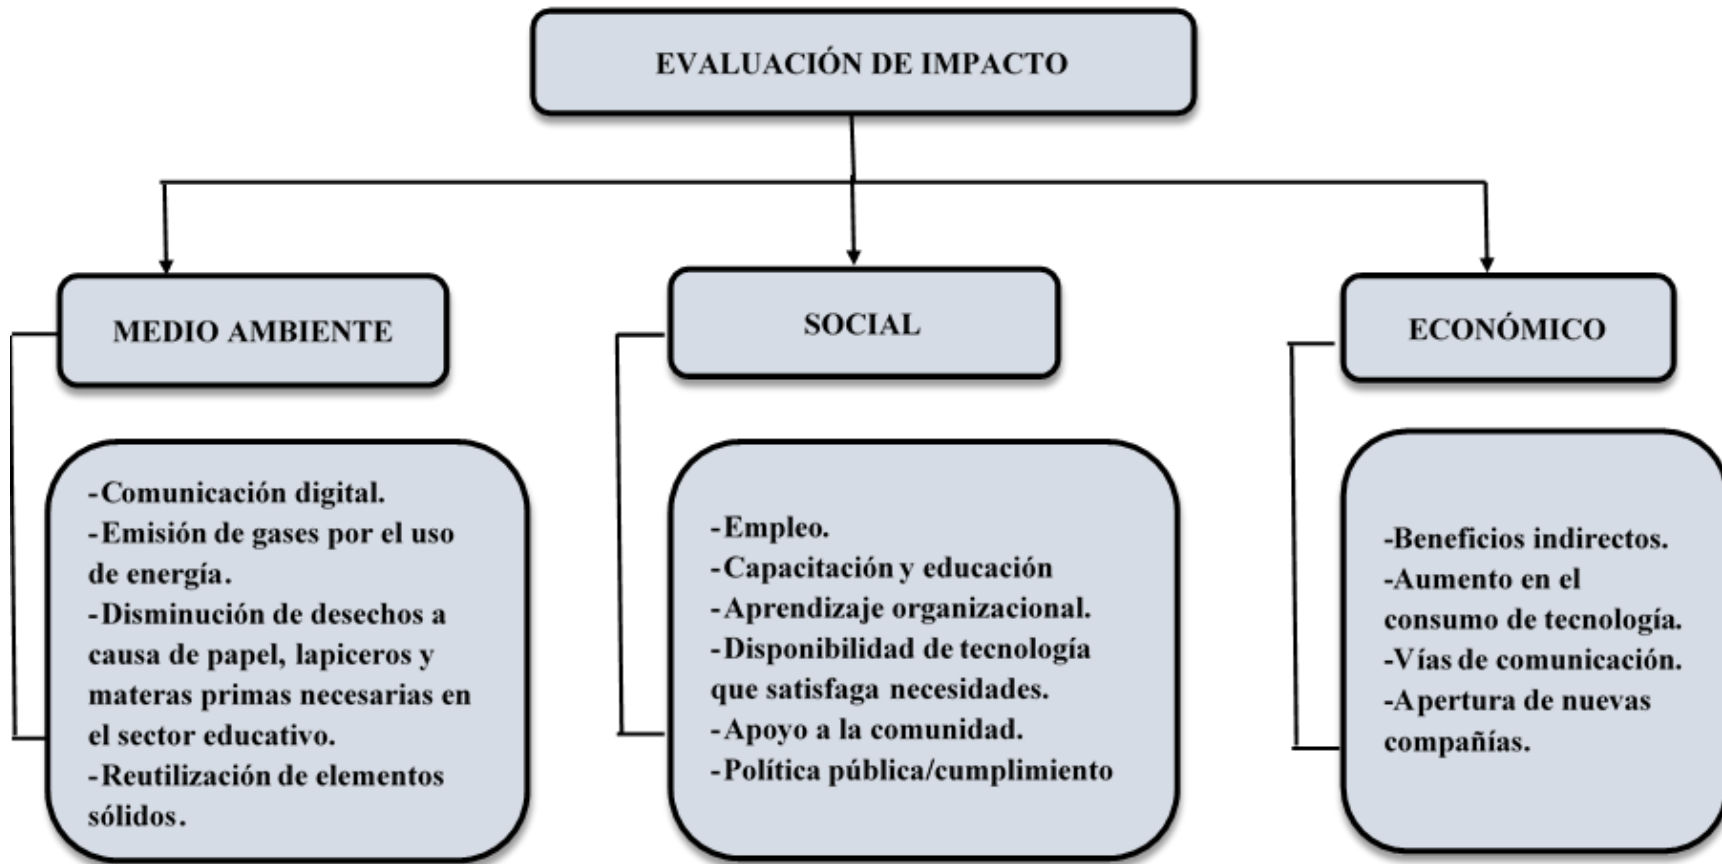 EVALUACIÓN DE IMPACTO
MEDIO AMBIENTE
-Comunicación digital.
-Emisión de gases por el uso
de energía.
-Disminución de desechos a
causa de papel, lapiceros y
materas primas necesarias en
el sector educativo.
-Reutilización de elementos
sólidos.
SOCIAL
-Empleo.
-Capacitación y educación
-Aprendizaje organizacional.
-Disponibilidad de tecnología
que satisfaga necesidades.
-Apoyo a la comunidad.
-Política pública/cumplimiento
ECONÓMICO
-Beneficios indirectos.
-Aumento en el
consumo de tecnología.
-Vías de comunicación.
-Apertura de nuevas
compañías.